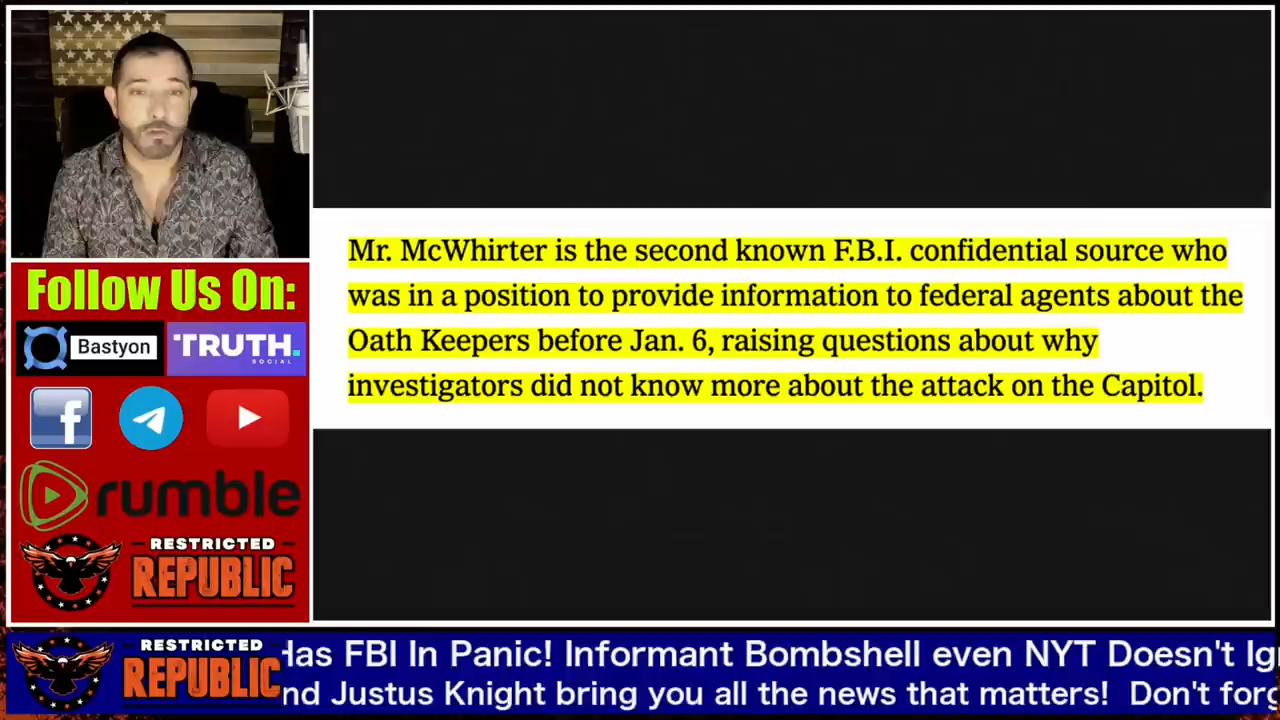 Mr. McWhirter is the second known F.B.I. confidential source who
was in a position to provide information to federal agents about the
Oath Keepers before Jan. 6, raising questions about why
investigators did not know more about the attack on the Capitol.
Follow Us On:
Bastyon
TRUTH.
SOCIAL
f
rumble
RESTRICTED
REPUBLIC
RESTRICTED
REPUBLIC
Has FBI In Panic! Informant Bombshell even NYT Doesn't Ig
nd Justus Knight bring you all the news that matters! Don't forg